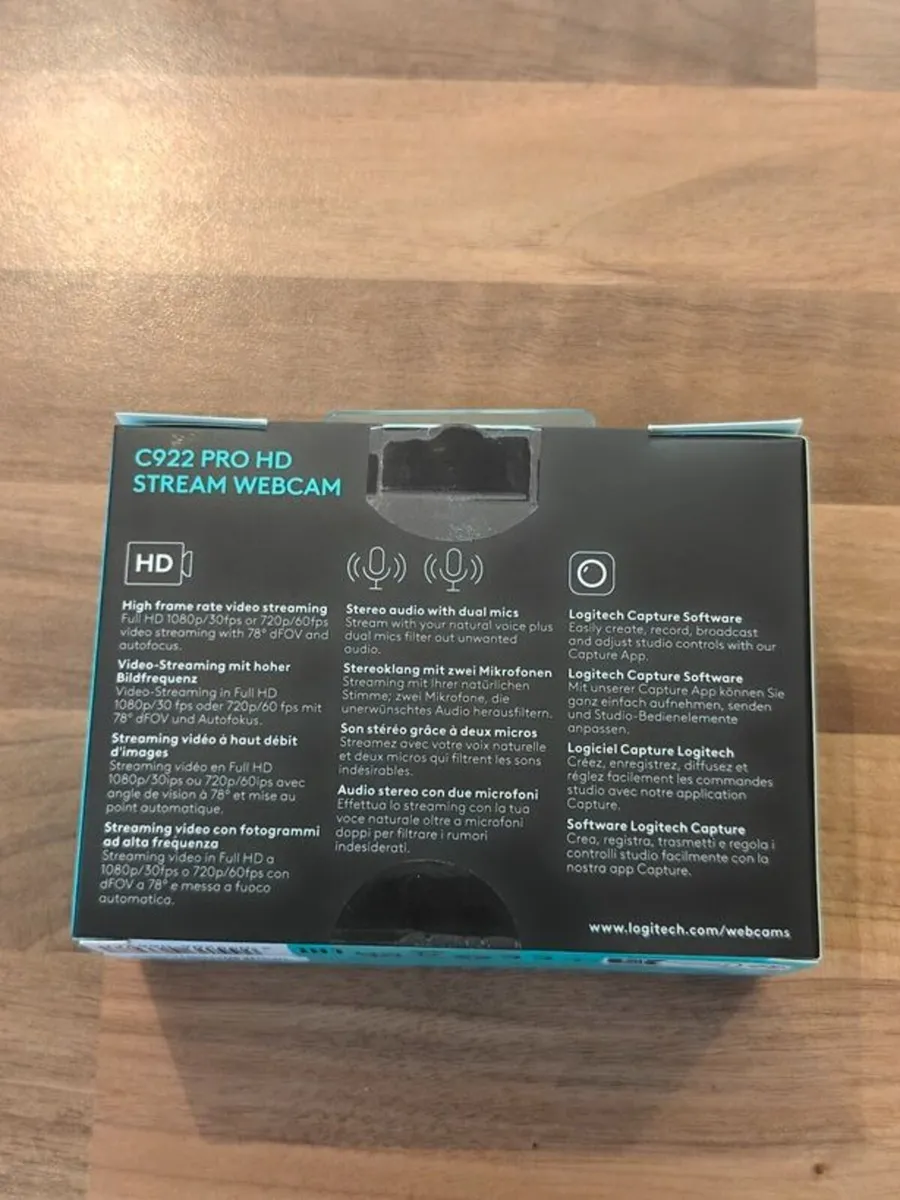 C922 PRO HD
STREAM WEBCAM
HD
High frame rate video streaming
Full HD 1080p/30fps or 720p/60fps
video streaming with 78° dFOV and
autofocus.
Video-Streaming mit hoher
Bildfrequenz
Video-Streaming in Full HD
1080p/30 fps oder 720p/60 fps mit
78° dFOV und Autofokus.
Streaming vidéo à haut débit
d'images
Streaming vidéo en Full HD
1080p/30ips ou 720p/60ips avec
angle de vision à 78° et mise au
point automatique.
Streaming video con fotogrammi
ad alta frequenza
Streaming video in Full HD a
1080p/30fps o 720p/60fps con
dFOV a 78° e messa a fuoco
automatica.
Stereo audio with dual mics
Stream with your natural voice plus
dual mics filter out unwanted
audio.
Stereoklang mit zwei Mikrofonen
Streaming mit Ihrer natürlichen
Stimme; zwei Mikrofone, die
unerwünschtes Audio herausfiltern.
Son stéréo grâce à deux micros
Streamez avec votre voix naturelle
et deux micros qui filtrent les sons
indésirables.
Audio stereo con due microfoni
Effettua lo streaming con la tua
voce naturale oltre a microfoni
doppi per filtrare i rumori
indesiderati.
Logitech Capture Software
Easily create, record, broadcast
and adjust studio controls with our
Capture App.
Logitech Capture Software
Mit unserer Capture App können Sie
ganz einfach aufnehmen, senden
und Studio-Bedienelemente
anpassen.
Logiciel Capture Logitech
Créez, enregistrez, diffusez et
réglez facilement les commandes
studio avec notre application
Capture.
Software Logitech Capture
Crea, registra, trasmetti e regola i
controlli studio facilmente con la
nostra app Capture.
www.logitech.com/webcams